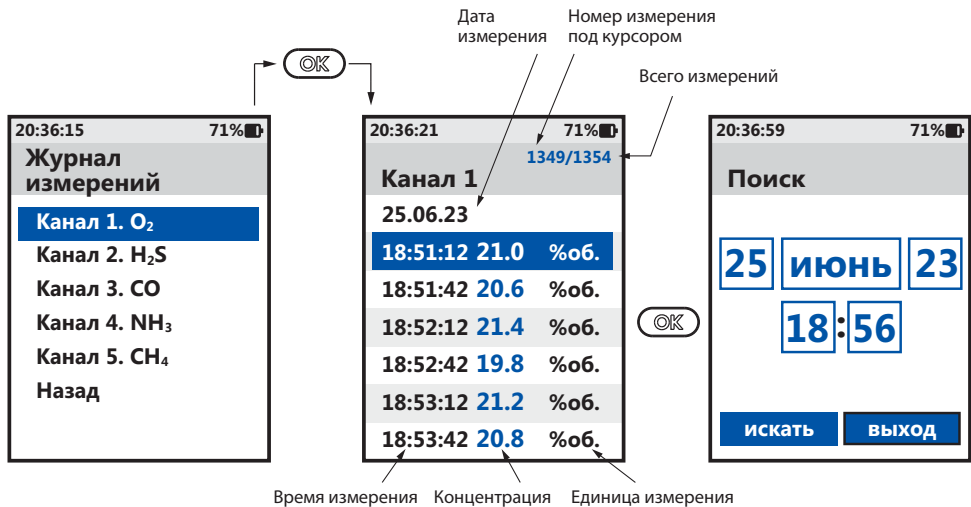 Дата
измерения
Номер измерения
под курсором
Всего измерений
OK
20:36:15 71%
Журнал
измерений
Канал 1. O₂
Канал 2. H₂S
Канал 3. CO
Канал 4. NH₃
Канал 5. CH₄
Назад
20:36:21 71%
1349/1354
Канал 1
25.06.23
18:51:12 21.0 %об.
18:51:42 20.6 %об.
18:52:12 21.4 %об.
18:52:42 19.8 %об.
18:53:12 21.2 %об.
18:53:42 20.8 %об.
Время измерения Концентрация Единица измерения
OK
20:36:59 71%
Поиск
25 июнь 23
18:56
искать выход